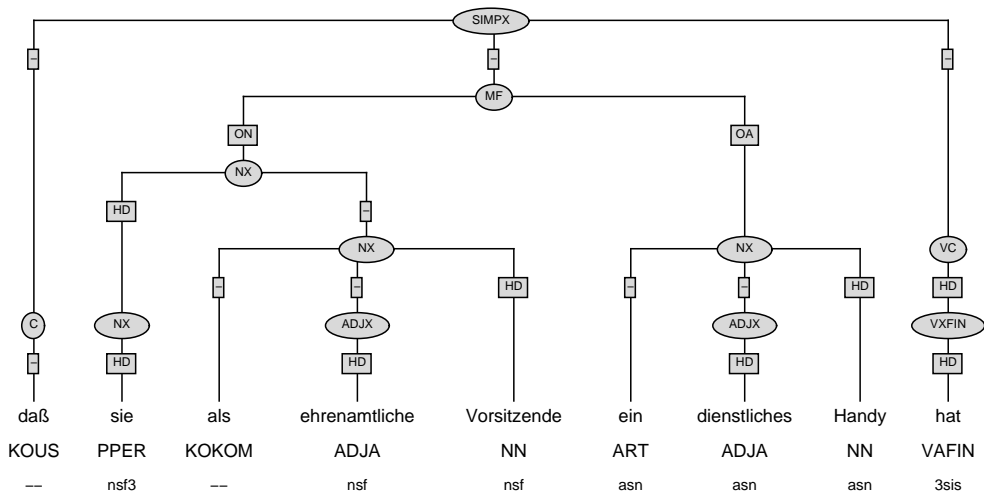 SIMPX
– – –
MF
ON OA
NX
HD –
NX NX VC
– – HD – – HD HD
C NX ADJX ADJX VXFIN
– HD HD HD HD
daß sie als ehrenamtliche Vorsitzende ein dienstliches Handy hat
KOUS PPER KOKOM ADJA NN ART ADJA NN VAFIN
–– nsf3 –– nsf nsf asn asn asn 3sis